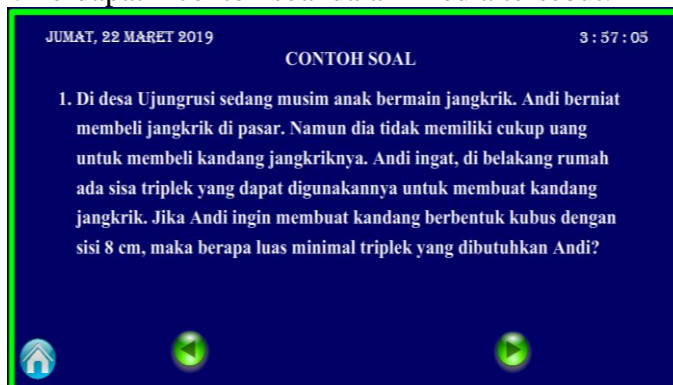 JUMAT, 22 MARET 2019 3:57:05
CONTOH SOAL
1. Di desa Ujungrusi sedang musim anak bermain jangkrik. Andi berniat
membeli jangkrik di pasar. Namun dia tidak memiliki cukup uang
untuk membeli kandang jangkriknya. Andi ingat, di belakang rumah
ada sisa triplek yang dapat digunakannya untuk membuat kandang
jangkrik. Jika Andi ingin membuat kandang berbentuk kubus dengan
sisi 8 cm, maka berapa luas minimal triplek yang dibutuhkan Andi?